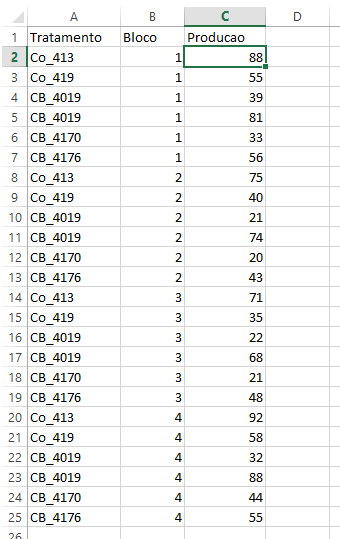 A B C D
1 Tratamento Bloco Producao
2 Co_413 1 88
3 Co_419 1 55
4 CB_4019 1 39
5 CB_4019 1 81
6 CB_4170 1 33
7 CB_4176 1 56
8 Co_413 2 75
9 Co_419 2 40
10 CB_4019 2 21
11 CB_4019 2 74
12 CB_4170 2 20
13 CB_4176 2 43
14 Co_413 3 71
15 Co_419 3 35
16 CB_4019 3 22
17 CB_4019 3 68
18 CB_4170 3 21
19 CB_4176 3 48
20 Co_413 4 92
21 Co_419 4 58
22 CB_4019 4 32
23 CB_4019 4 88
24 CB_4170 4 44
25 CB_4176 4 55
26